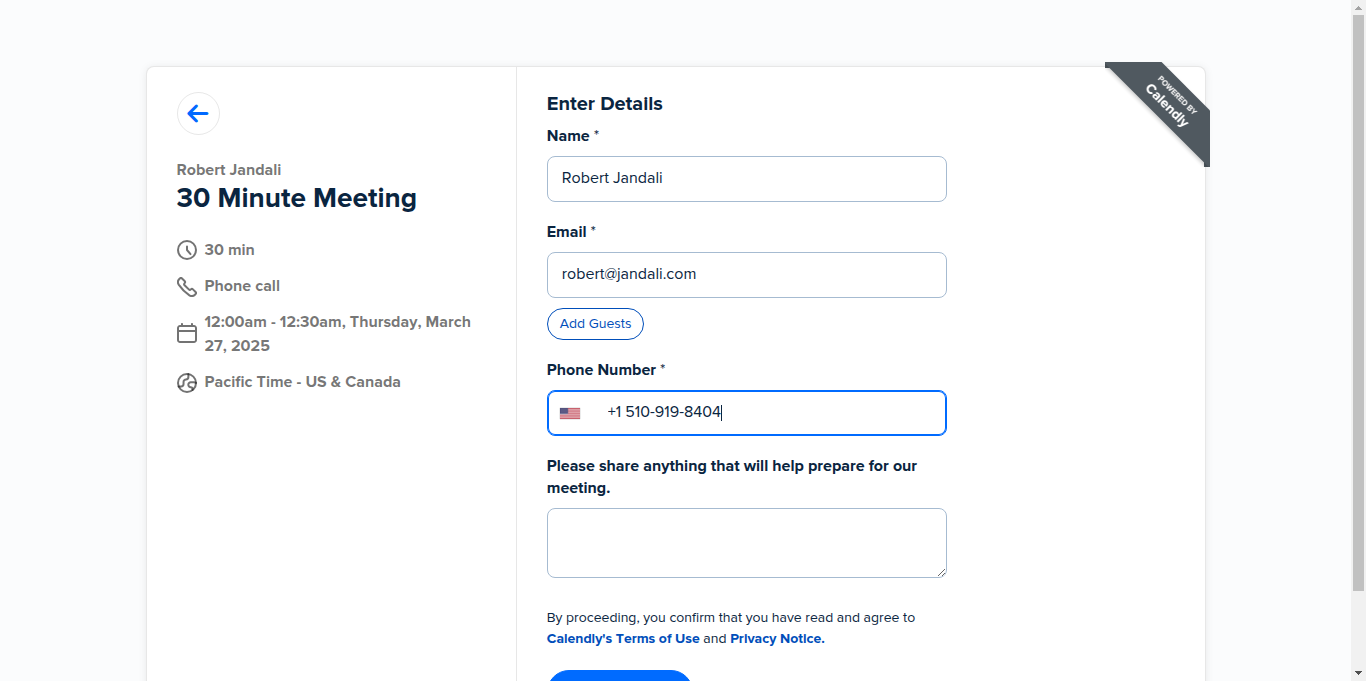 Robert Jandali
30 Minute Meeting
30 min
Phone call
12:00am - 12:30am, Thursday, March
27, 2025
Pacific Time - US & Canada
Enter Details
Name *
Robert Jandali
Email *
robert@jandali.com
Add Guests
Phone Number *
+1 510-919-8404
Please share anything that will help prepare for our
meeting.
By proceeding, you confirm that you have read and agree to
Calendly's Terms of Use and Privacy Notice.
POWERED BY
Calendly